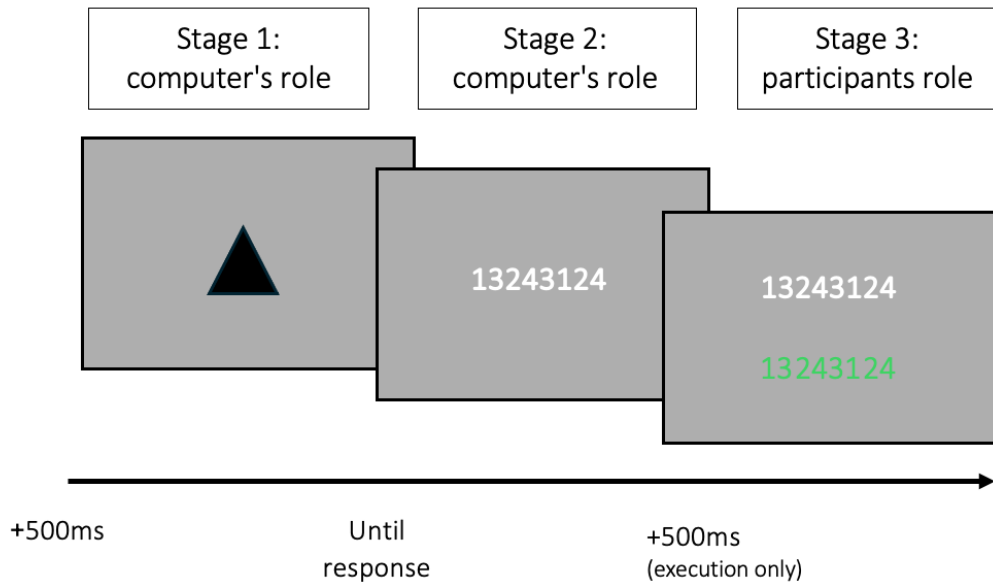 Stage 1:
computer's role
Stage 2:
computer's role
Stage 3:
participants role
13243124
13243124
13243124
+500ms
Until
response
+500ms
(execution only)